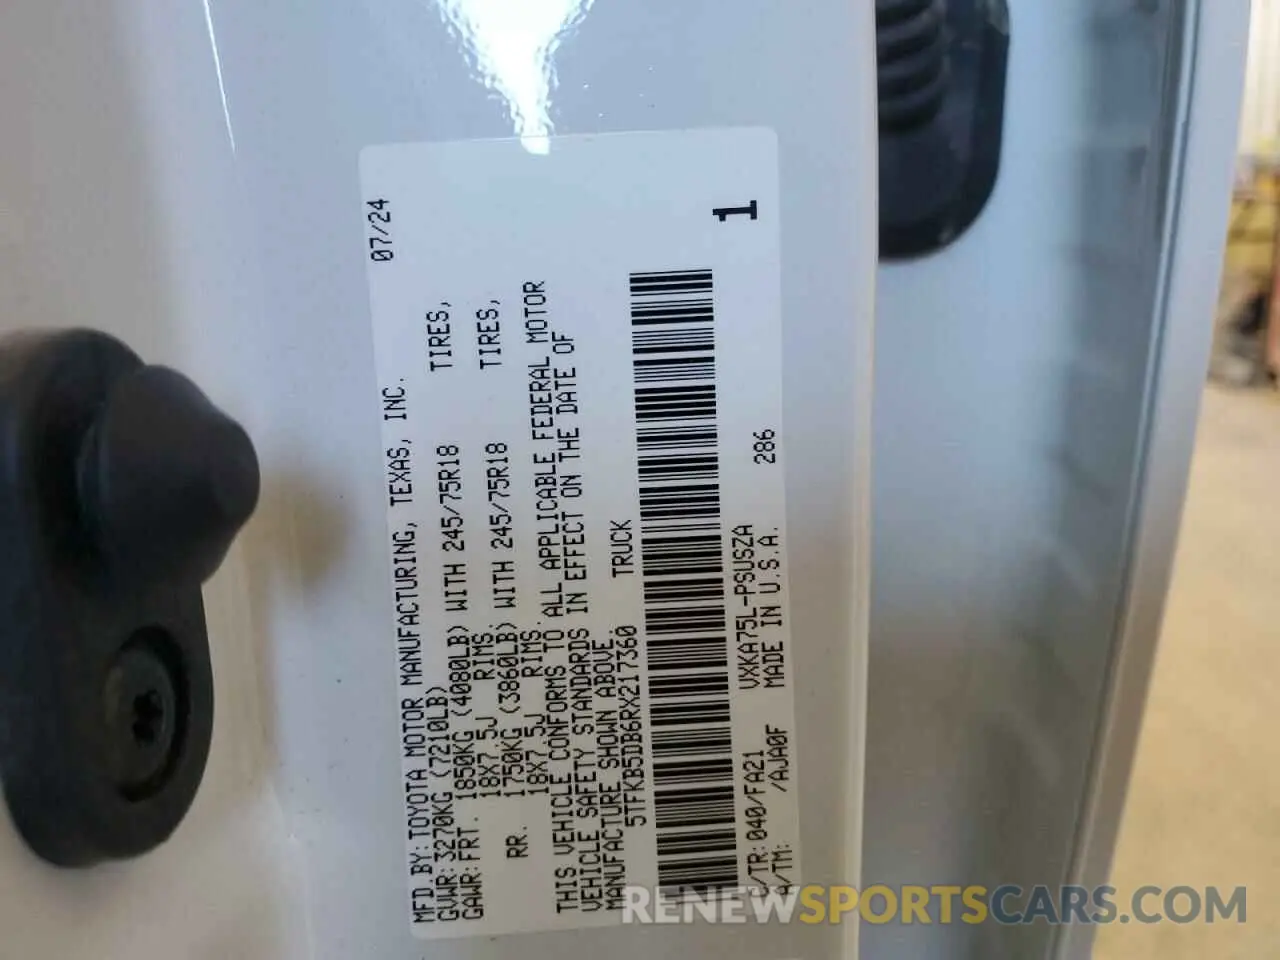 MFD.BY:TOYOTA MOTOR MANUFACTURING, TEXAS, INC. 07/24
GVWR:3270KG (7210LB)
GAWR:FRT. 1850KG (4080LB) WITH 245/75R18 TIRES,
18X7.5J RIMS,
RR. 1750KG (3860LB) WITH 245/75R18 TIRES,
18X7.5J RIMS.
THIS VEHICLE CONFORMS TO ALL APPLICABLE FEDERAL MOTOR
VEHICLE SAFETY STANDARDS IN EFFECT ON THE DATE OF
MANUFACTURE SHOWN ABOVE.
5TFKB5DB6RX217360 TRUCK
1
C/TR:040/FA21 VXKA75L-PSUSZA 286
A/TM: /AJA0F MADE IN U.S.A.
RENEWSPORTSCARS.COM